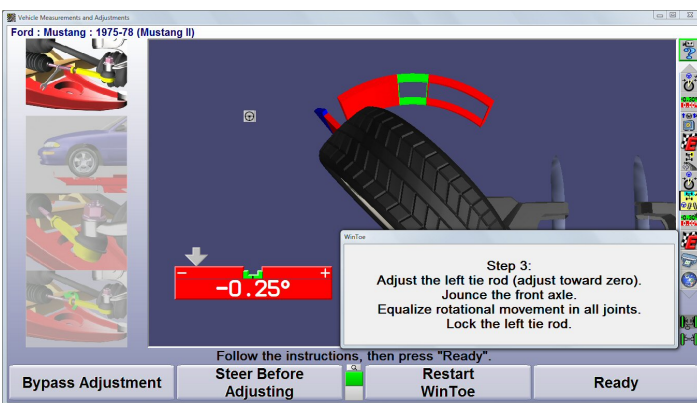 Vehicle Measurements and Adjustments
Ford : Mustang : 1975-78 (Mustang II)
− +
-0.25°
WinToe
Step 3:
Adjust the left tie rod (adjust toward zero).
Jounce the front axle.
Equalize rotational movement in all joints.
Lock the left tie rod.
Follow the instructions, then press "Ready".
Bypass Adjustment
Steer Before
Adjusting
Restart
WinToe
Ready